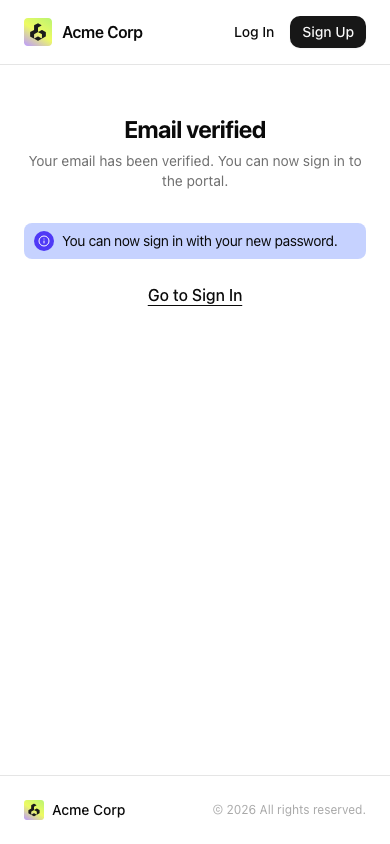 Acme Corp
Log In
Sign Up
Email verified
Your email has been verified. You can now sign in to
the portal.
You can now sign in with your new password.
Go to Sign In
Acme Corp
© 2026 All rights reserved.